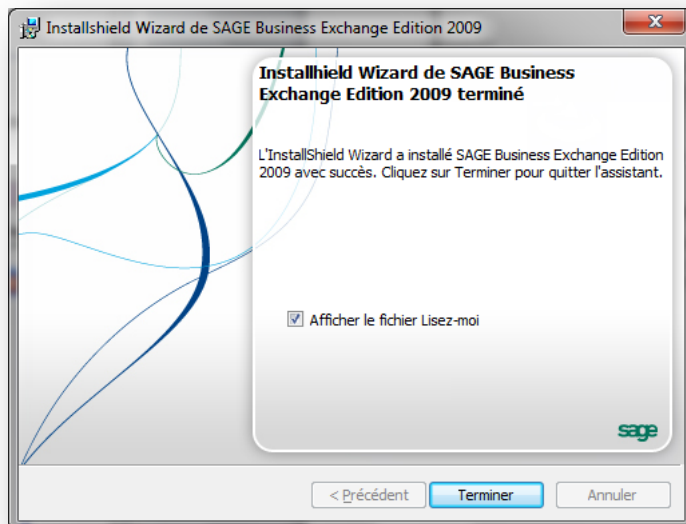 Installshield Wizard de SAGE Business Exchange Edition 2009
Installhield Wizard de SAGE Business
Exchange Edition 2009 terminé
L'InstallShield Wizard a installé SAGE Business Exchange Edition
2009 avec succès. Cliquez sur Terminer pour quitter l'assistant.
Afficher le fichier Lisez-moi
sage
< Précédent
Terminer
Annuler